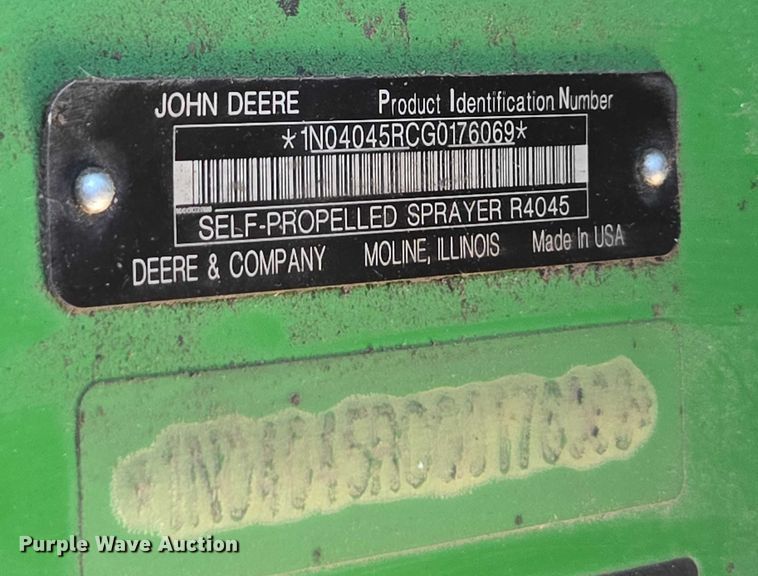 JOHN DEERE Product Identification Number
*1N04045RCG0176069*
SELF-PROPELLED SPRAYER R4045
DEERE & COMPANY MOLINE, ILLINOIS Made In USA
Purple Wave Auction